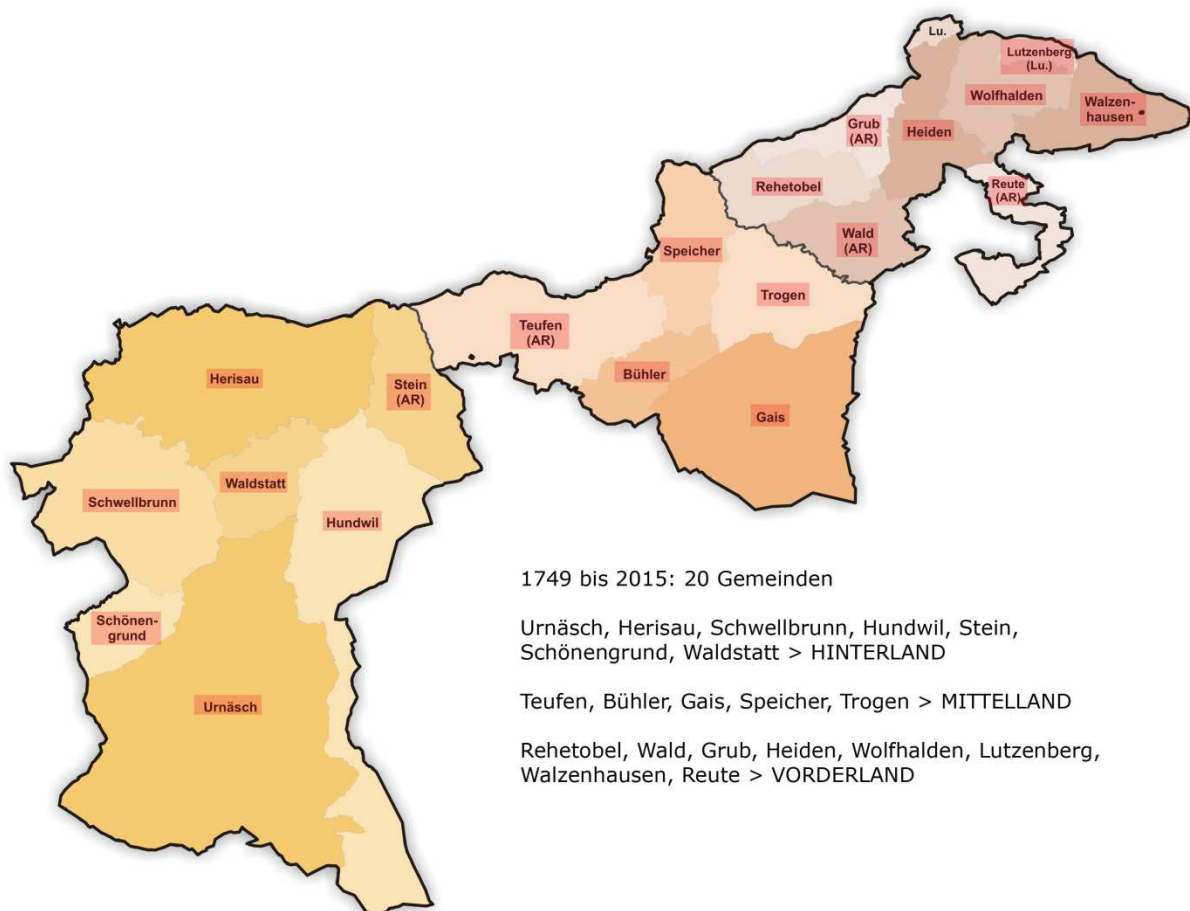 Lu.
Lutzenberg
(Lu.)
Wolfhalden
Walzen-
hausen
Grub
(AR)
Heiden
Rehetobel
Reute
(AR)
Wald
(AR)
Speicher
Trogen
Teufen
(AR)
Bühler
Gais
Herisau
Stein
(AR)
Waldstatt
Schwellbrunn
Hundwil
Schönen-
grund
Urnäsch
1749 bis 2015: 20 Gemeinden
Urnäsch, Herisau, Schwellbrunn, Hundwil, Stein,
Schönengrund, Waldstatt > HINTERLAND
Teufen, Bühler, Gais, Speicher, Trogen > MITTELLAND
Rehetobel, Wald, Grub, Heiden, Wolfhalden, Lutzenberg,
Walzenhausen, Reute > VORDERLAND